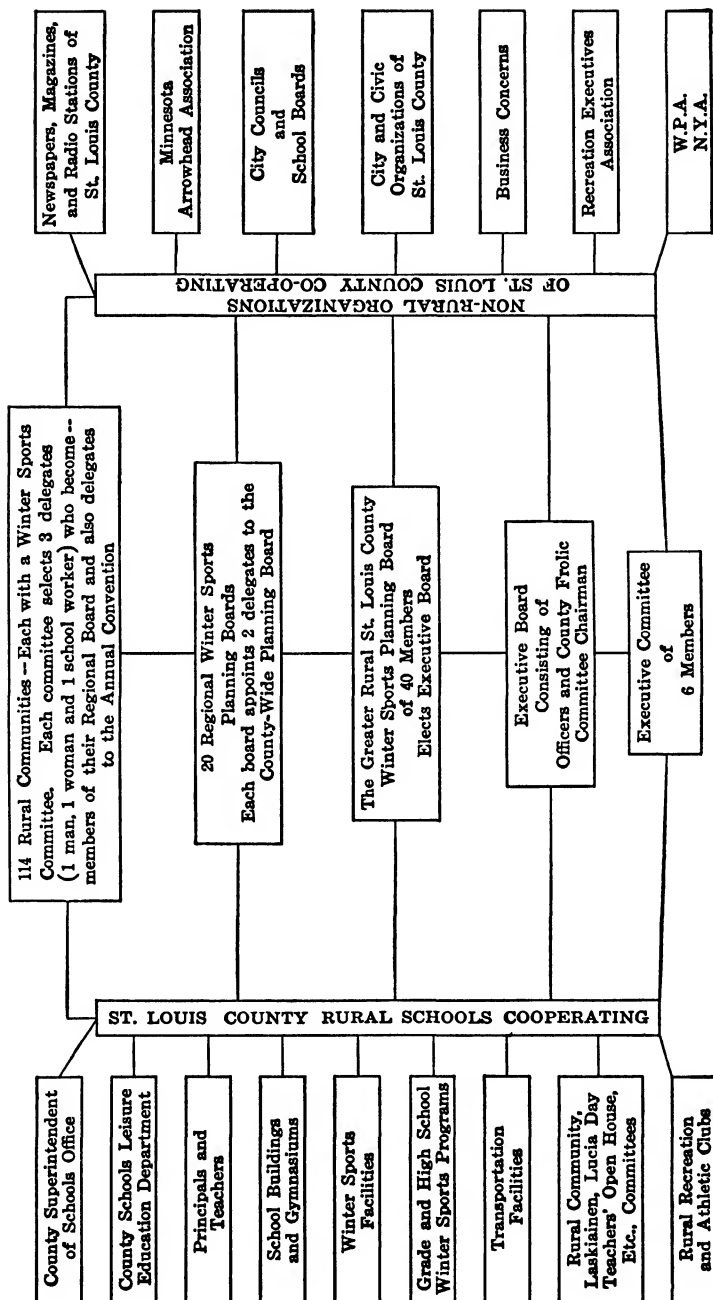 114 Rural Communities -- Each with a Winter Sports
Committee. Each committee selects 3 delegates
(1 man, 1 woman and 1 school worker) who become --
members of their Regional Board and also delegates
to the Annual Convention
20 Regional Winter Sports
Planning Boards
Each board appoints 2 delegates to the
County-Wide Planning Board
The Greater Rural St. Louis County
Winter Sports Planning Board
of 40 Members
Elects Executive Board
Executive Board
Consisting of
Officers and County Frolic
Committee Chairman
Executive Committee
of
6 Members
ST. LOUIS COUNTY RURAL SCHOOLS COOPERATING
County Superintendent
of Schools Office
County Schools Leisure
Education Department
Principals and
Teachers
School Buildings
and Gymnasiums
Winter Sports
Facilities
Grade and High School
Winter Sports Programs
Transportation
Facilities
Rural Community,
Laskiainen, Lucia Day
Teachers' Open House,
Etc., Committees
Rural Recreation
and Athletic Clubs
NON-RURAL ORGANIZATIONS
OF ST. LOUIS COUNTY CO-OPERATING
Newspapers, Magazines,
and Radio Stations of
St. Louis County
Minnesota
Arrowhead Association
City Councils
and
School Boards
City and Civic
Organizations of
St. Louis County
Business Concerns
Recreation Executives
Association
W.P.A.
N.Y.A.